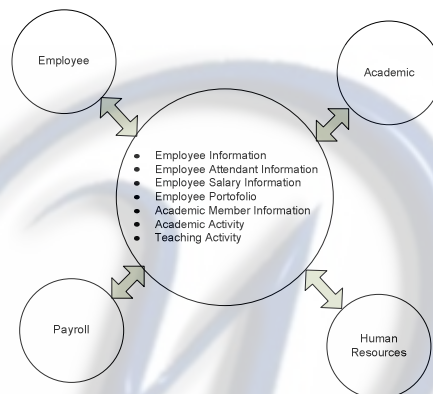 Employee
Academic
• Employee Information
• Employee Attendant Information
• Employee Salary Information
• Employee Portofolio
• Academic Member Information
• Academic Activity
• Teaching Activity
Payroll
Human
Resources